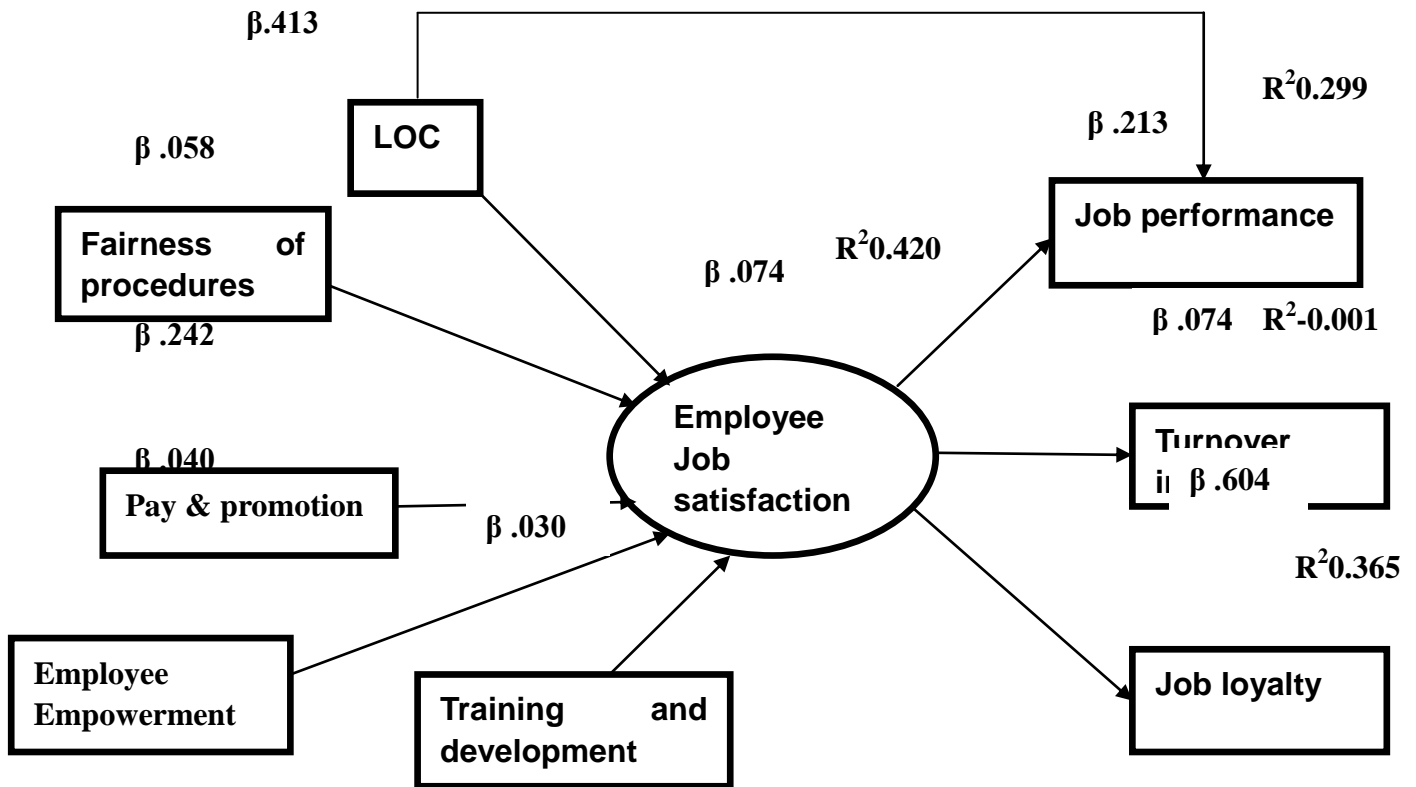 β.413
R²0.299
β .213
LOC
β .058
Job performance
Fairness of
procedures
R²0.420
β .074
β .074 R²-0.001
β .242
Employee
Job
satisfaction
β .604
β .040
Pay & promotion
β .030
R²0.365
Employee
Empowerment
Job loyalty
Training and
development